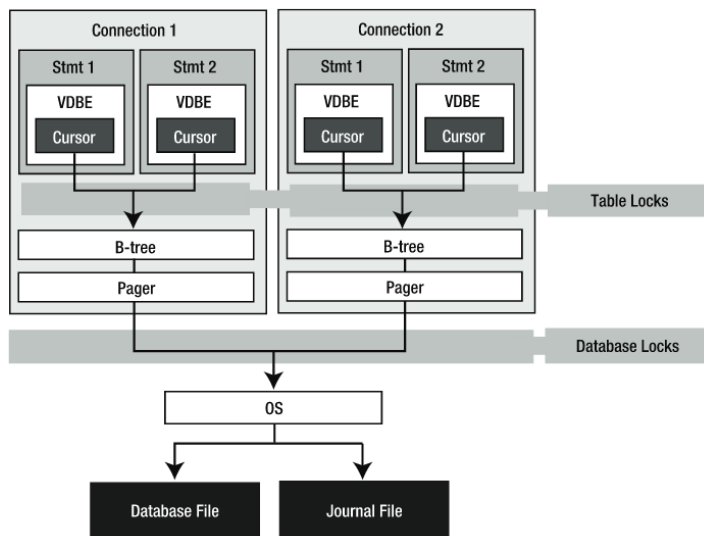 Connection 1
Connection 2
Stmt 1
Stmt 2
Stmt 1
Stmt 2
VDBE
VDBE
VDBE
VDBE
Cursor
Cursor
Cursor
Cursor
Table Locks
B-tree
B-tree
Pager
Pager
Database Locks
OS
Database File
Journal File